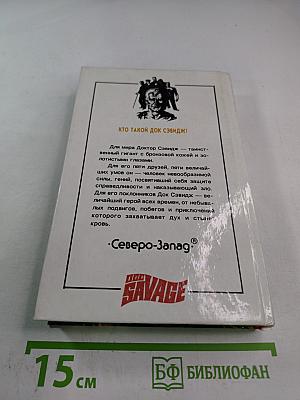 КТО ТАКОЙ ДОК СЭВИДЖ?
Для мира Доктор Сэвидж — таинст-
венный гигант с бронзовой кожей и зо-
лотистыми глазами.
Для его пяти друзей, пяти величай-
ших умов он — человек невообразимой
силы, гений, посвятивший себя защите
справедливости и наказывающий зло.
Для его поклонников Док Сэвидж — ве-
личайший герой всех времен, от небыва-
лых подвигов, побегов и приключений
которого захватывает дух и стынет
кровь.
·Северо-Запад·®
DOC
SAVAGE
15 см
БФ БИБЛИОФАН